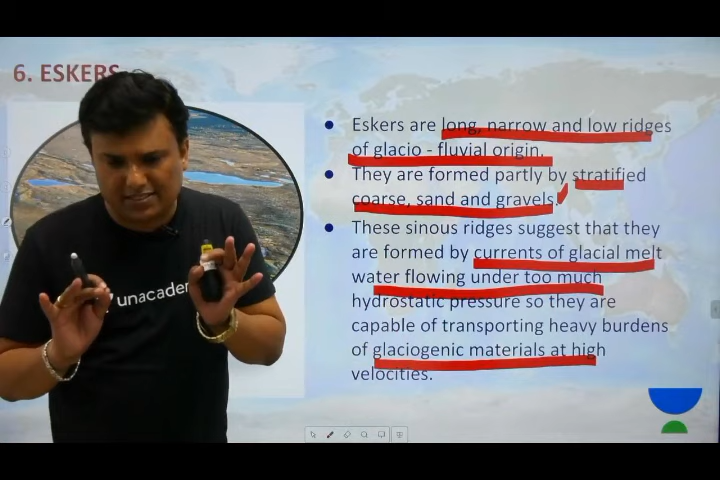 6. ESKERS
● Eskers are long, narrow and low ridges
of glacio - fluvial origin.
● They are formed partly by stratified
coarse, sand and gravels.
● These sinous ridges suggest that they
are formed by currents of glacial melt
water flowing under too much
hydrostatic pressure so they are
capable of transporting heavy burdens
of glaciogenic materials at high
velocities.
unacade